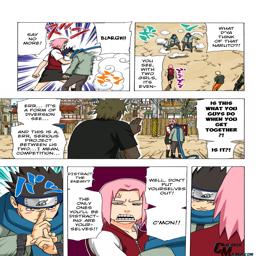 WHAT
D'YA
THINK OF
THAT
NARUTO?!
YOU
SEE,
WITH
TWO
GIRLS,
IT'S
EVEN-
SAY
NO
MORE!
BLARGH!!
IS THIS
WHAT YOU
GUYS DO
WHEN YOU
GET
TOGETHER
?!
IS IT?!
ERR... IT'S
A FORM OF
DIVERSION
SEE...
AND THIS IS A,
ERR, SERIOUS
PROJECT
BETWEEN US
TWO... I MEAN,
COMPETITION...
WELL, DON'T
PUT
YOURSELVES
OUT!
C'MON!!
DISTRACT
THE
ENEMY?
THE
ONLY
ONES
YOU'LL BE
DISTRACT-
ING ARE
YOUR-
SELVES!!